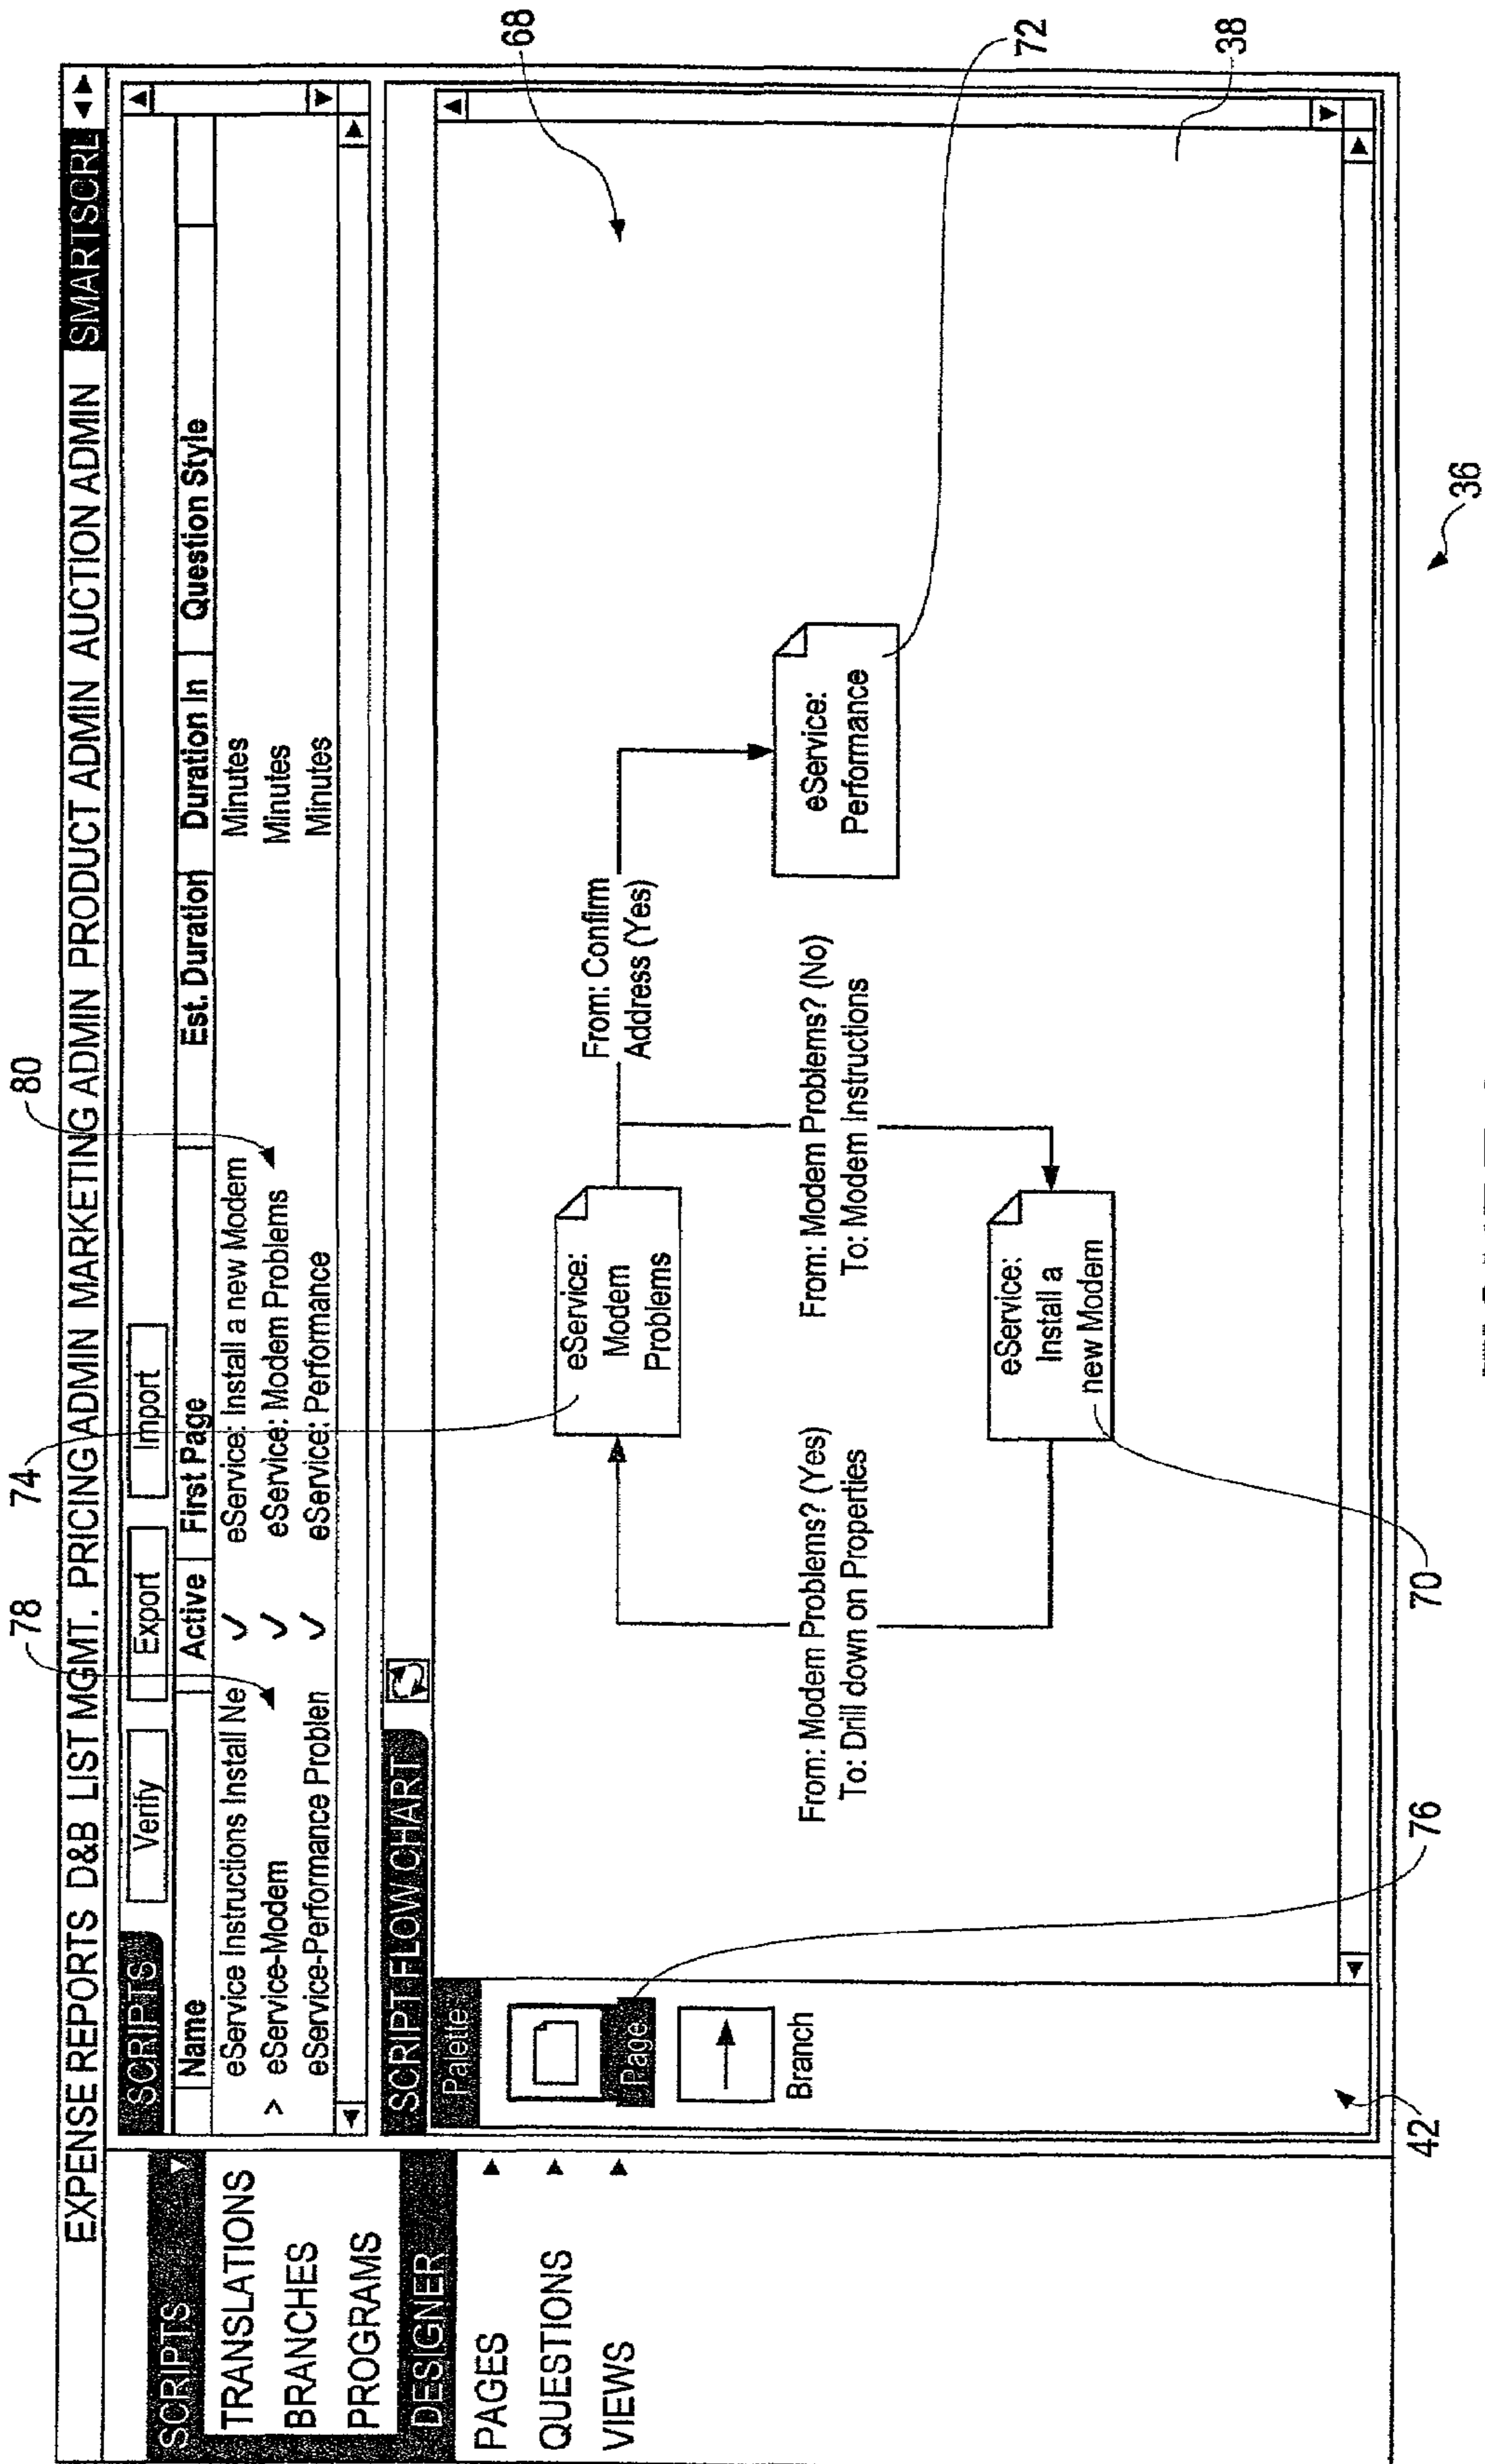 EXPENSE REPORTS D&B LIST MGMT. PRICING ADMIN MARKETING ADMIN PRODUCT ADMIN AUCTION ADMIN SMARTSCRI
SCRIPTS
TRANSLATIONS
BRANCHES
PROGRAMS
DESIGNER
PAGES
QUESTIONS
VIEWS
78
74
80
SCRIPTS Verify Export Import
Name Active First Page Est. Duration Duration In Question Style
eService Instructions Install Ne ✓ eService: Install a new Modem Minutes
> eService-Modem ✓ eService: Modem Problems Minutes
eService-Performance Problen ✓ eService: Performance Minutes
SCRIPT FLOW CHART
Palette
Page
Branch
68
eService:
Modem
Problems
From: Confirm
Address (Yes)
From: Modem Problems? (Yes)
To: Drill down on Properties
From: Modem Problems? (No)
To: Modem Instructions
eService:
Performance
eService:
Install a
new Modem
72
38
42
76
70
36